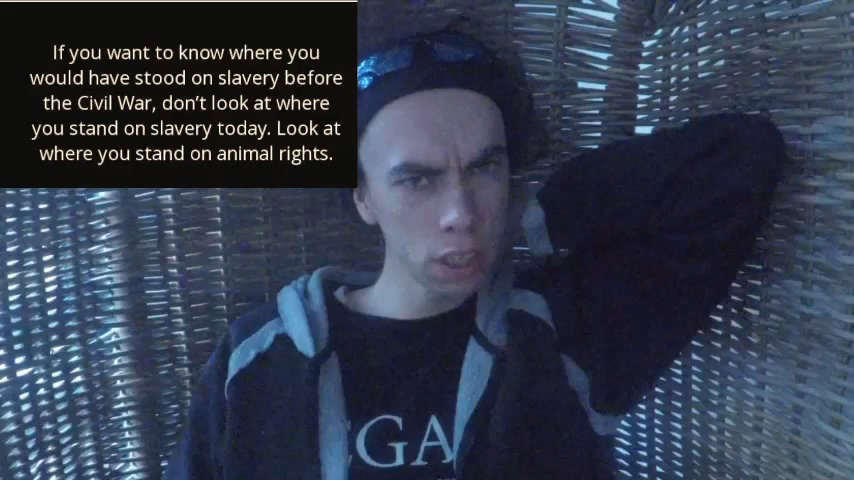 If you want to know where you
would have stood on slavery before
the Civil War, don’t look at where
you stand on slavery today. Look at
where you stand on animal rights.
EGA